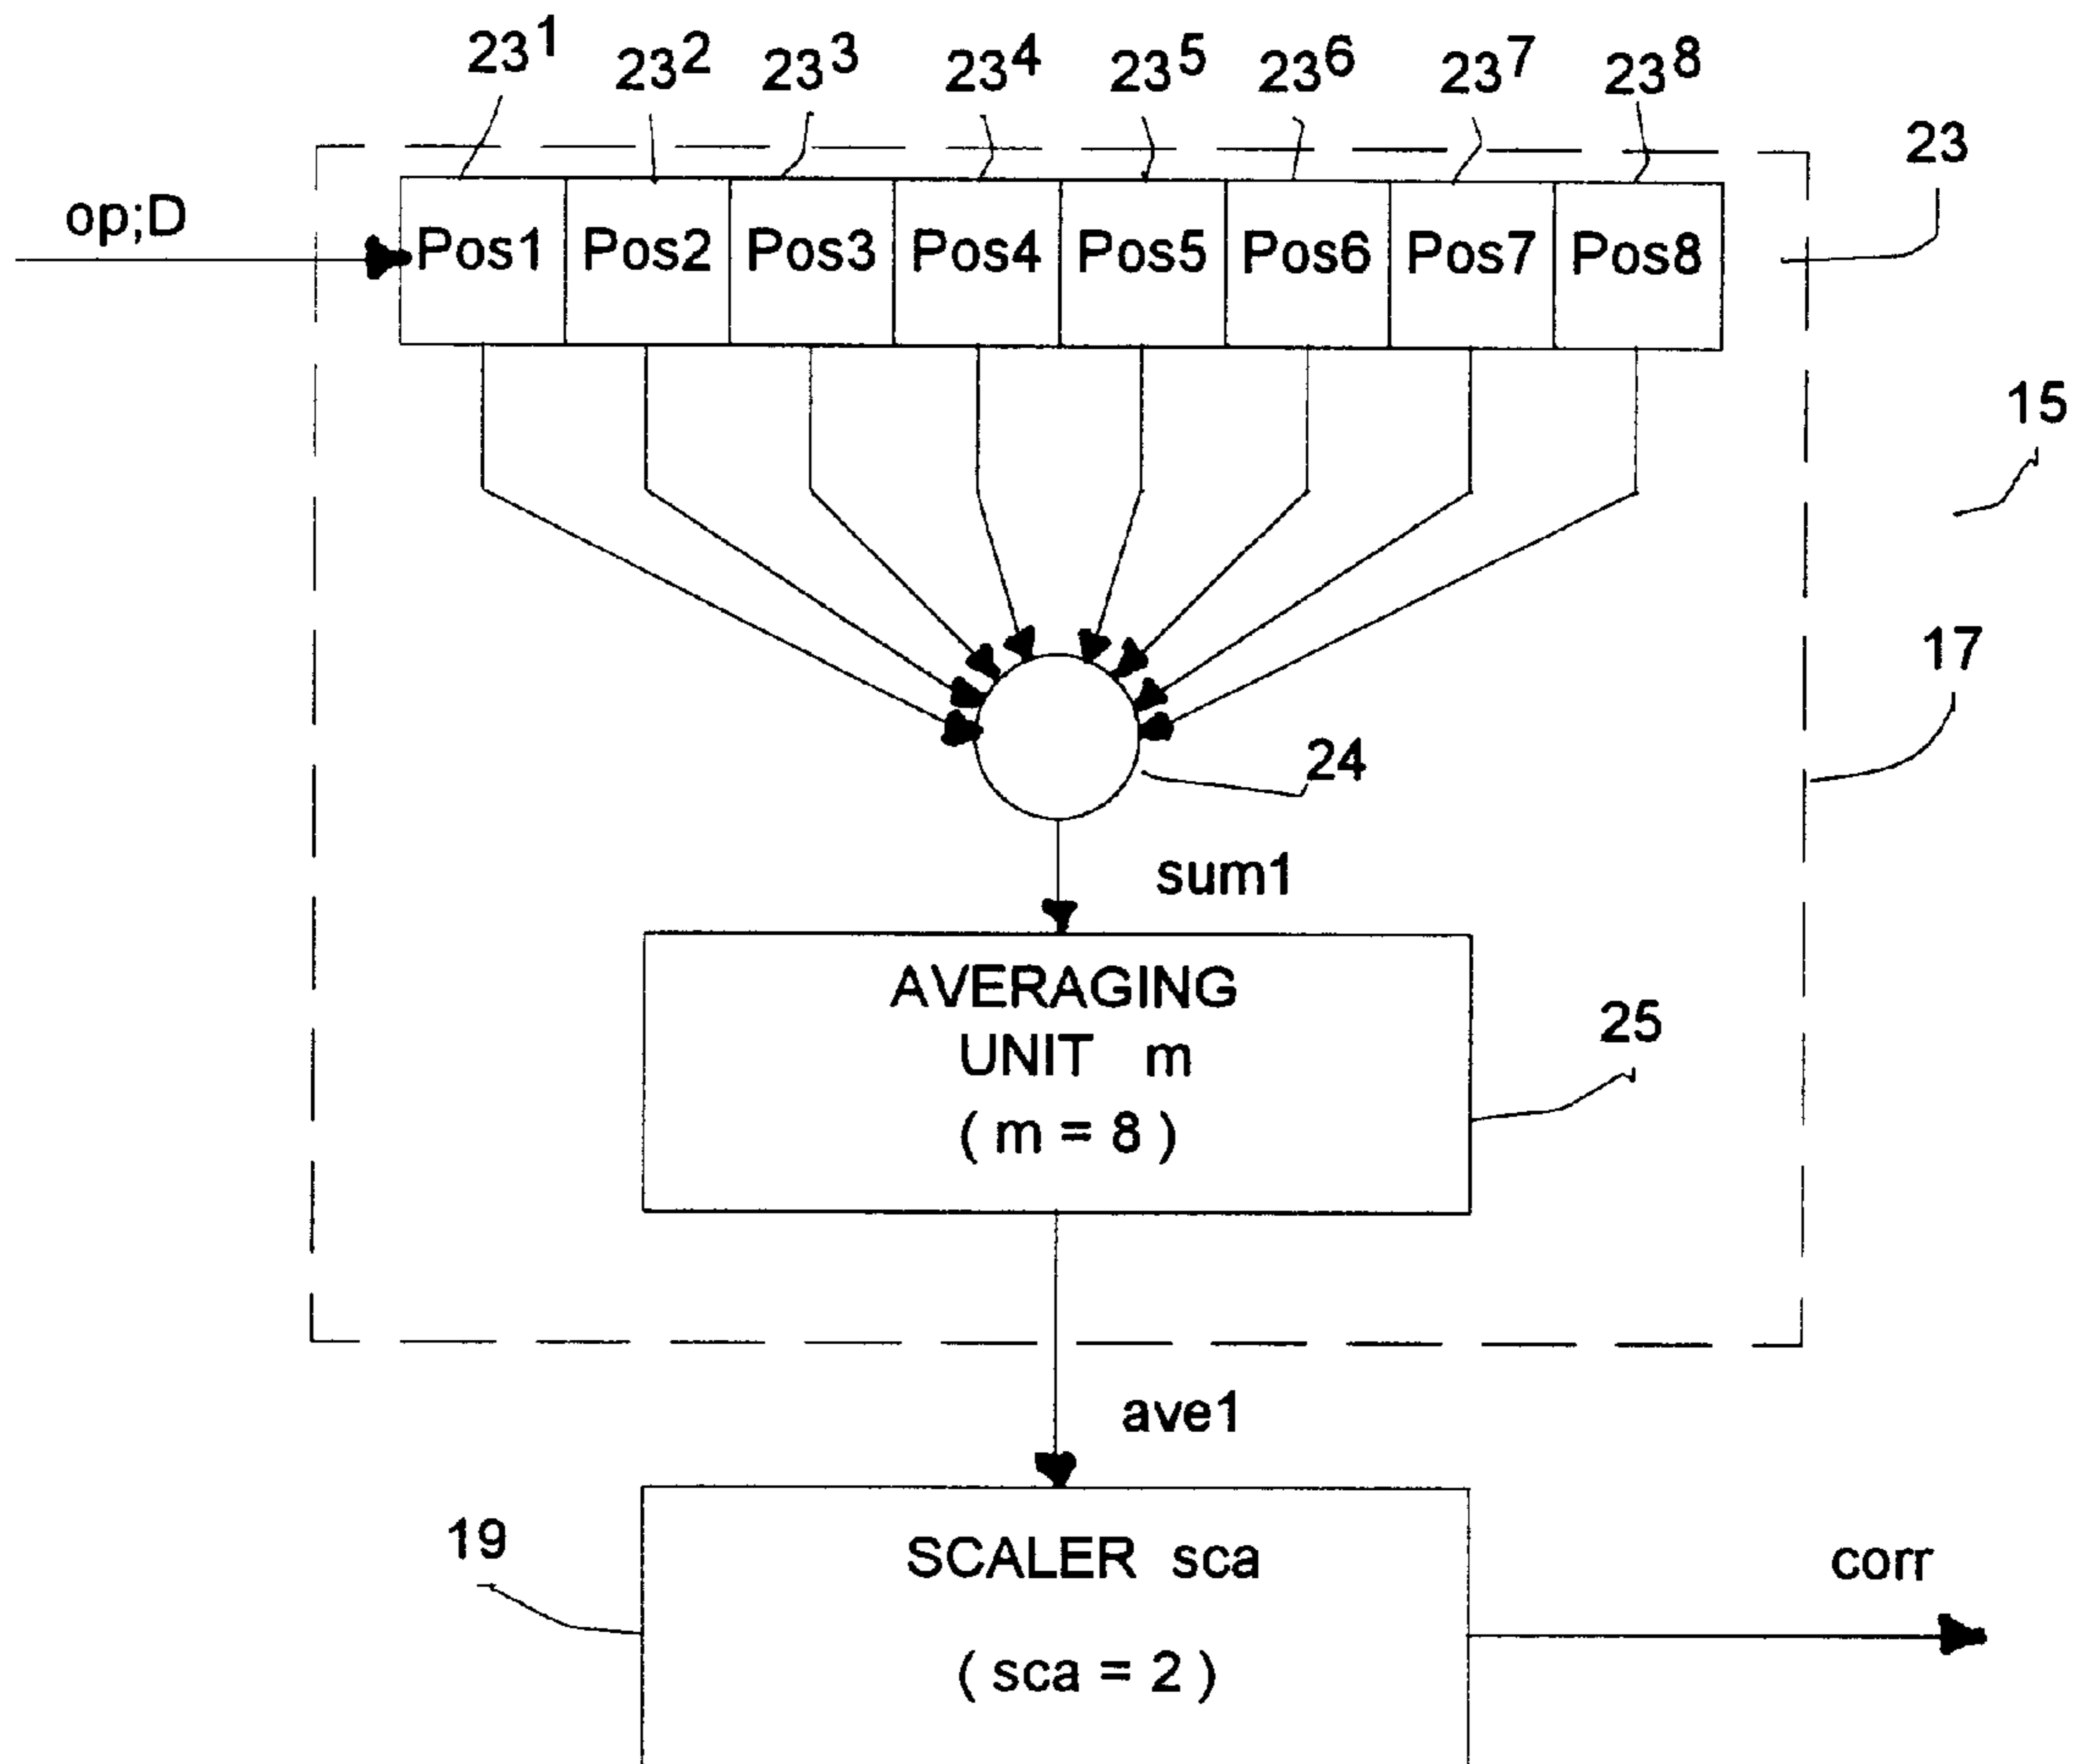 23¹ 23² 23³ 23⁴ 23⁵ 23⁶ 23⁷ 23⁸
23
op;D
Pos1 Pos2 Pos3 Pos4 Pos5 Pos6 Pos7 Pos8
15
17
24
sum1
AVERAGING
UNIT m
( m = 8 )
25
ave1
19
SCALER sca
( sca = 2 )
corr